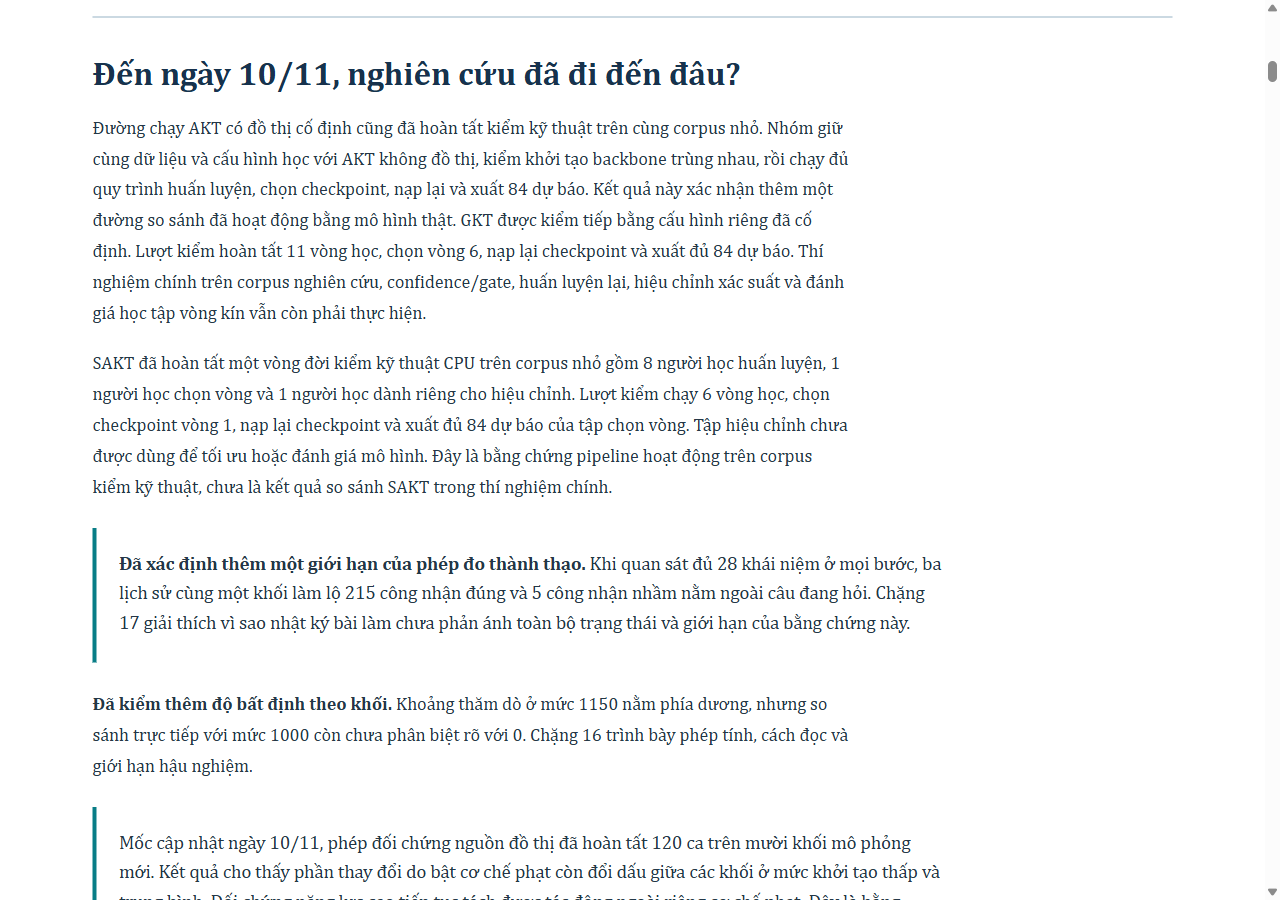 Đến ngày 10/11, nghiên cứu đã đi đến đâu?
Đường chạy AKT có đồ thị cố định cũng đã hoàn tất kiểm kỹ thuật trên cùng corpus nhỏ. Nhóm giữ
cùng dữ liệu và cấu hình học với AKT không đồ thị, kiểm khởi tạo backbone trùng nhau, rồi chạy đủ
quy trình huấn luyện, chọn checkpoint, nạp lại và xuất 84 dự báo. Kết quả này xác nhận thêm một
đường so sánh đã hoạt động bằng mô hình thật. GKT được kiểm tiếp bằng cấu hình riêng đã cố
định. Lượt kiểm hoàn tất 11 vòng học, chọn vòng 6, nạp lại checkpoint và xuất đủ 84 dự báo. Thí
nghiệm chính trên corpus nghiên cứu, confidence/gate, huấn luyện lại, hiệu chỉnh xác suất và đánh
giá học tập vòng kín vẫn còn phải thực hiện.
SAKT đã hoàn tất một vòng đời kiểm kỹ thuật CPU trên corpus nhỏ gồm 8 người học huấn luyện, 1
người học chọn vòng và 1 người học dành riêng cho hiệu chỉnh. Lượt kiểm chạy 6 vòng học, chọn
checkpoint vòng 1, nạp lại checkpoint và xuất đủ 84 dự báo của tập chọn vòng. Tập hiệu chỉnh chưa
được dùng để tối ưu hoặc đánh giá mô hình. Đây là bằng chứng pipeline hoạt động trên corpus
kiểm kỹ thuật, chưa là kết quả so sánh SAKT trong thí nghiệm chính.
Đã xác định thêm một giới hạn của phép đo thành thạo. Khi quan sát đủ 28 khái niệm ở mọi bước, ba
lịch sử cùng một khối làm lộ 215 công nhận đúng và 5 công nhận nhầm nằm ngoài câu đang hỏi. Chặng
17 giải thích vì sao nhật ký bài làm chưa phản ánh toàn bộ trạng thái và giới hạn của bằng chứng này.
Đã kiểm thêm độ bất định theo khối. Khoảng thăm dò ở mức 1150 nằm phía dương, nhưng so
sánh trực tiếp với mức 1000 còn chưa phân biệt rõ với 0. Chặng 16 trình bày phép tính, cách đọc và
giới hạn hậu nghiệm.
Mốc cập nhật ngày 10/11, phép đối chứng nguồn đồ thị đã hoàn tất 120 ca trên mười khối mô phỏng
mới. Kết quả cho thấy phần thay đổi do bật cơ chế phạt còn đổi dấu giữa các khối ở mức khởi tạo thấp và